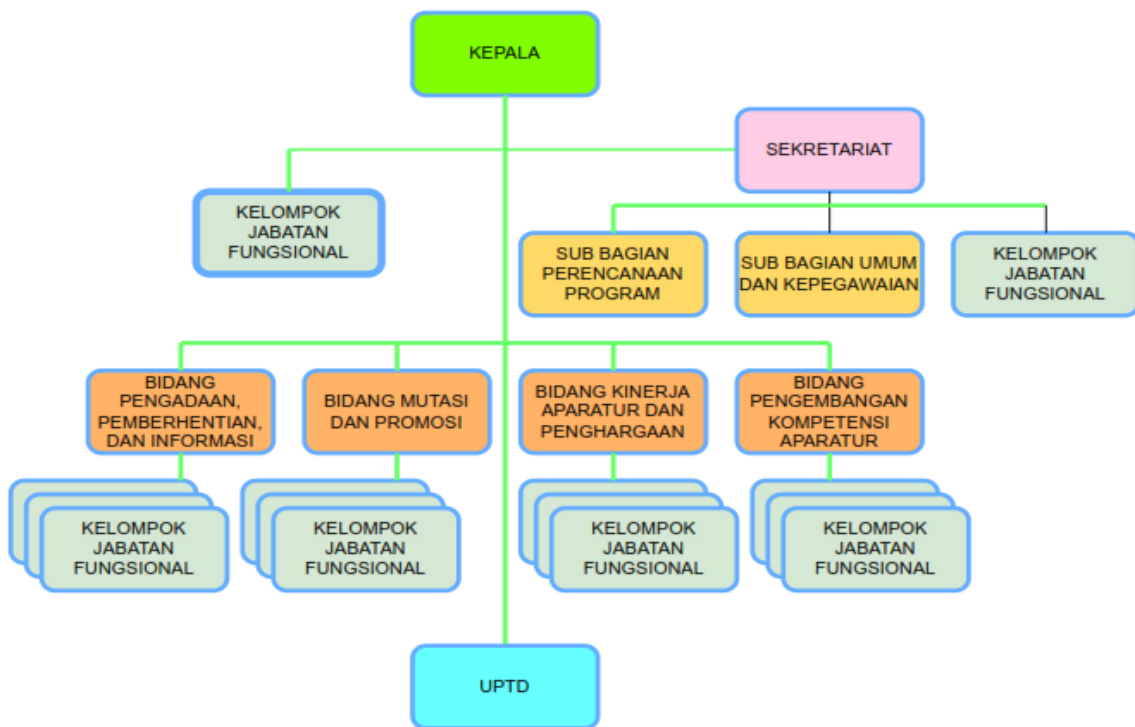 KEPALA
SEKRETARIAT
KELOMPOK
JABATAN
FUNGSIONAL
SUB BAGIAN
PERENCANAAN
PROGRAM
SUB BAGIAN UMUM
DAN KEPEGAWAIAN
KELOMPOK
JABATAN
FUNGSIONAL
BIDANG
PENGADAAN,
PEMBERHENTIAN,
DAN INFORMASI
BIDANG MUTASI
DAN PROMOSI
BIDANG KINERJA
APARATUR DAN
PENGHARGAAN
BIDANG
PENGEMBANGAN
KOMPETENSI
APARATUR
KELOMPOK
JABATAN
FUNGSIONAL
KELOMPOK
JABATAN
FUNGSIONAL
KELOMPOK
JABATAN
FUNGSIONAL
KELOMPOK
JABATAN
FUNGSIONAL
UPTD